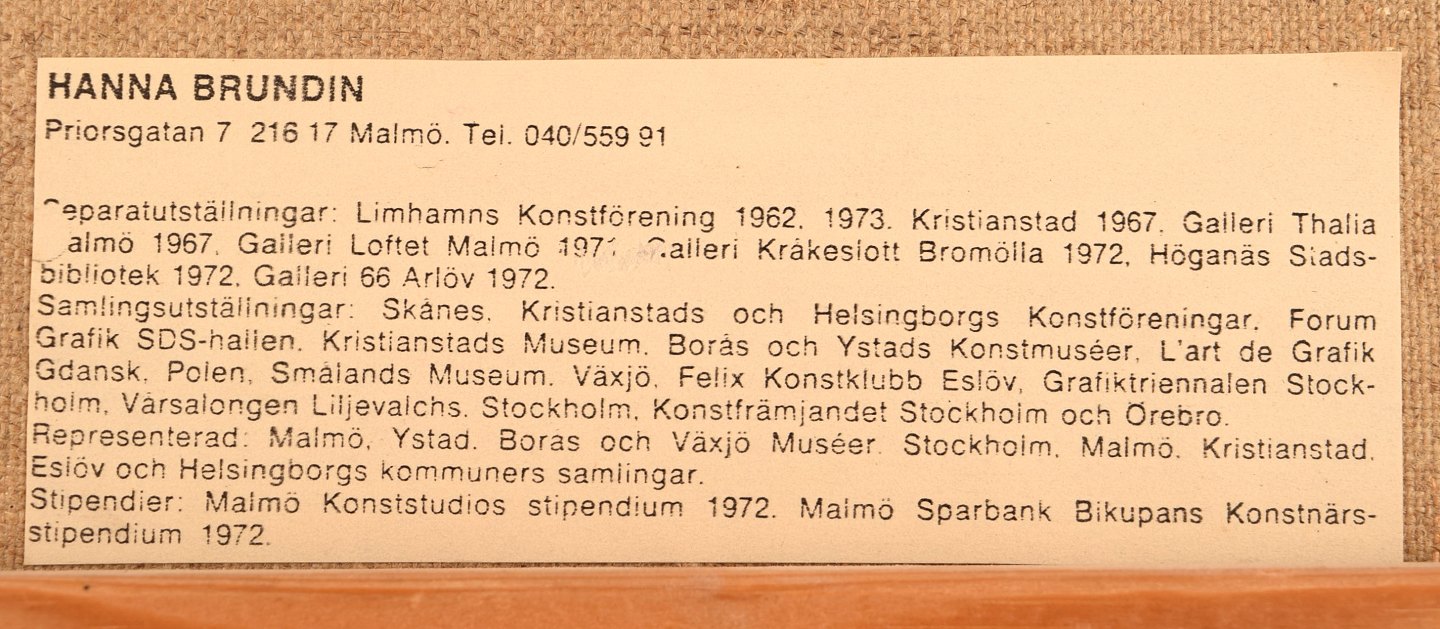 HANNA BRUNDIN
Priorsgatan 7 216 17 Malmö. Tel. 040/559 91
Separatutställningar: Limhamns Konstförening 1962, 1973. Kristianstad 1967. Galleri Thalia
Malmö 1967, Galleri Loftet Malmö Galleri Kråkeslott Bromölla 1972, Höganäs Stads-
bibliotek 1972, Galleri 66 Arlöv 1972.
Samlingsutställningar: Skånes, Kristianstads och Helsingborgs Konstföreningar. Forum
Grafik SDS-hallen. Kristianstads Museum. Borås och Ystads Konstmuséer, L'art de Grafik
Gdansk, Polen, Smålands Museum. Växjö, Felix Konstklubb Eslöv, Grafiktriennalen Stock-
holm, Vårsalongen Liljevalchs. Stockholm, Konstfrämjandet Stockholm och Örebro.
Representerad: Malmö, Ystad. Borås och Växjö Muséer. Stockholm, Malmö. Kristianstad,
Eslöv och Helsingborgs kommuners samlingar.
Stipendier: Malmö Konststudios stipendium 1972. Malmö Sparbank Bikupans Konstnärs-
stipendium 1972.